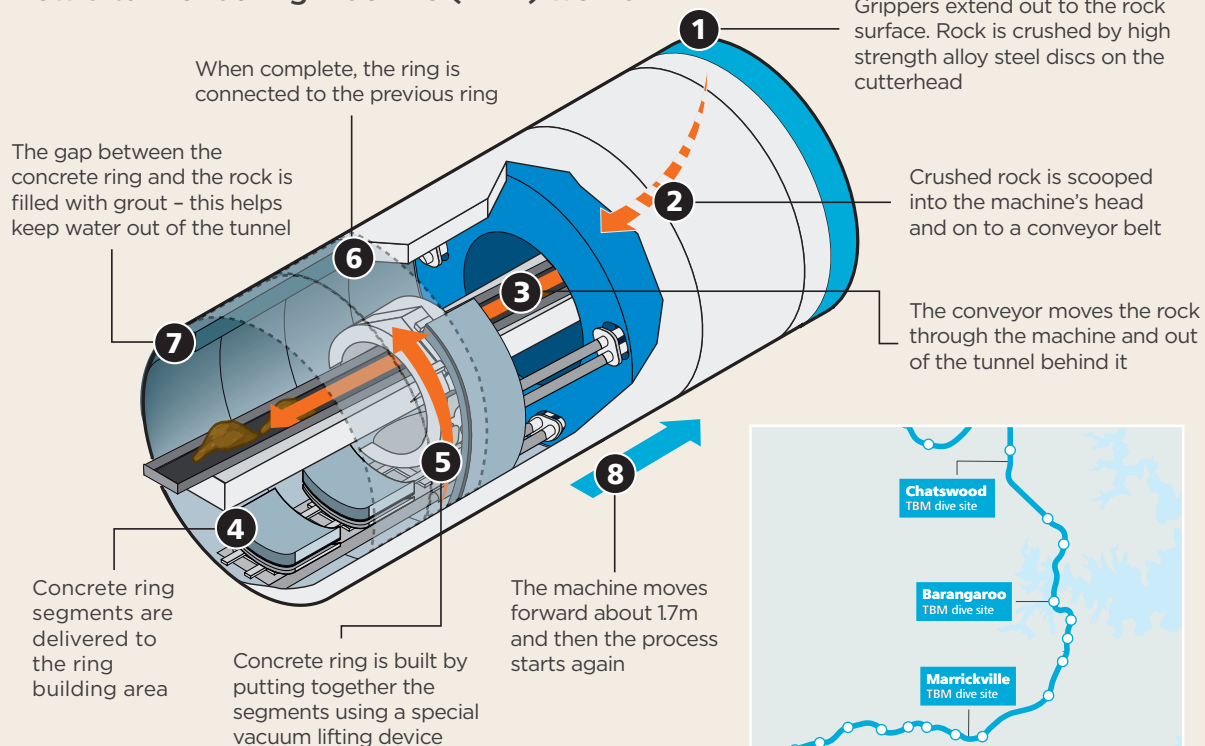 1
Grippers extend out to the rock
surface. Rock is crushed by high
strength alloy steel discs on the
cutterhead
2
Crushed rock is scooped
into the machine's head
and on to a conveyor belt
3
The conveyor moves the rock
through the machine and out
of the tunnel behind it
4
Concrete ring
segments are
delivered to
the ring
building area
5
Concrete ring is built by
putting together the
segments using a special
vacuum lifting device
6
When complete, the ring is
connected to the previous ring
7
The gap between the
concrete ring and the rock is
filled with grout – this helps
keep water out of the tunnel
8
The machine moves
forward about 1.7m
and then the process
starts again
Chatswood
TBM dive site
Barangaroo
TBM dive site
Marrickville
TBM dive site